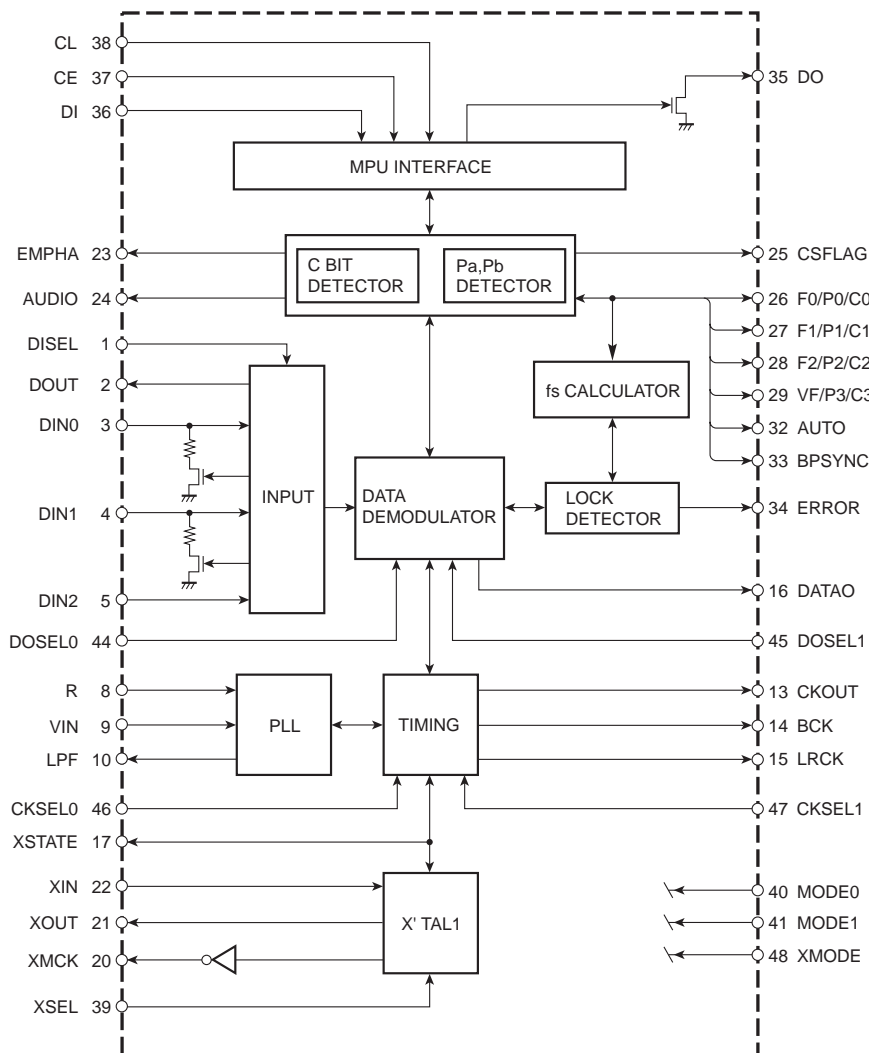 CL 38
CE 37
DI 36
35 DO
MPU INTERFACE
EMPHA 23
AUDIO 24
C BIT
DETECTOR
Pa,Pb
DETECTOR
25 CSFLAG
26 F0/P0/C0
27 F1/P1/C1
28 F2/P2/C2
29 VF/P3/C3
32 AUTO
33 BPSYNC
DISEL 1
DOUT 2
DIN0 3
DIN1 4
DIN2 5
INPUT
fs CALCULATOR
DATA
DEMODULATOR
LOCK
DETECTOR
34 ERROR
16 DATAO
DOSEL0 44
45 DOSEL1
R 8
VIN 9
LPF 10
PLL
TIMING
13 CKOUT
14 BCK
15 LRCK
CKSEL0 46
47 CKSEL1
XSTATE 17
XIN 22
XOUT 21
XMCK 20
XSEL 39
X' TAL1
40 MODE0
41 MODE1
48 XMODE